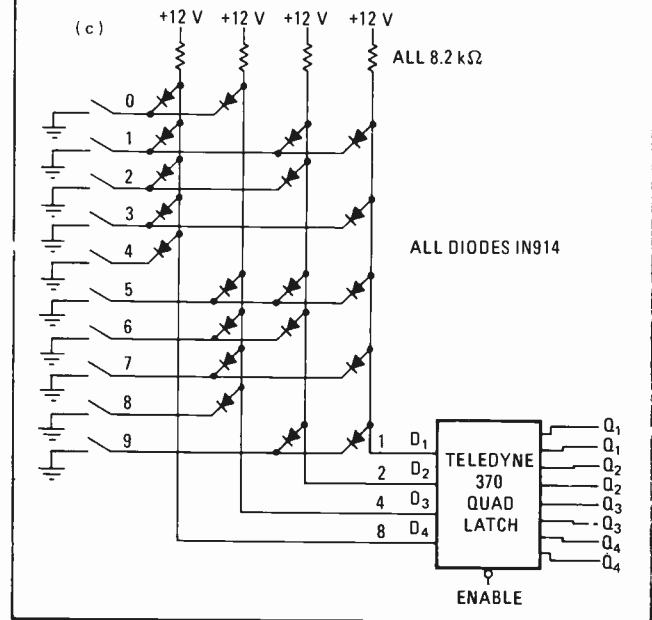 (c)
+12 V +12 V +12 V +12 V
ALL 8.2 kΩ
0
1
2
3
4
ALL DIODES IN914
5
6
7
8
9
1 D1
2 D2
4 D3
8 D4
TELEDYNE
370
QUAD
LATCH
Q1
Q1
Q2
Q2
Q3
Q3
Q4
Q4
ENABLE